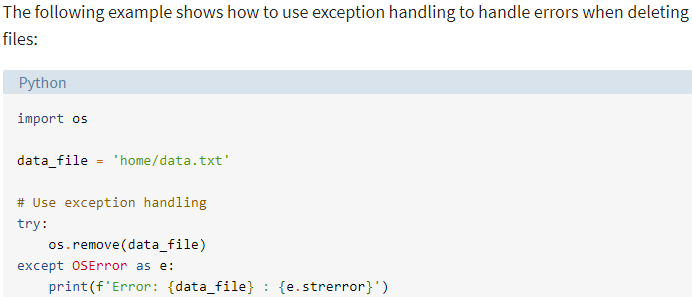 The following example shows how to use exception handling to handle errors when deleting
files:
Python
import os
data_file = 'home/data.txt'
# Use exception handling
try:
    os.remove(data_file)
except OSError as e:
    print(f'Error: {data_file} : {e.strerror}')